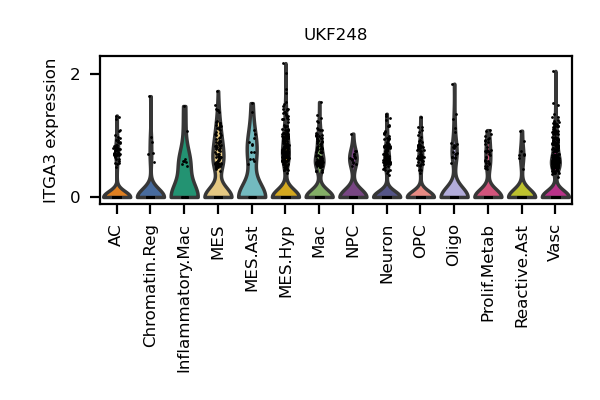 UKF248
ITGA3 expression
2
0
AC
Chromatin.Reg
Inflammatory.Mac
MES
MES.Ast
MES.Hyp
Mac
NPC
Neuron
OPC
Oligo
Prolif.Metab
Reactive.Ast
Vasc